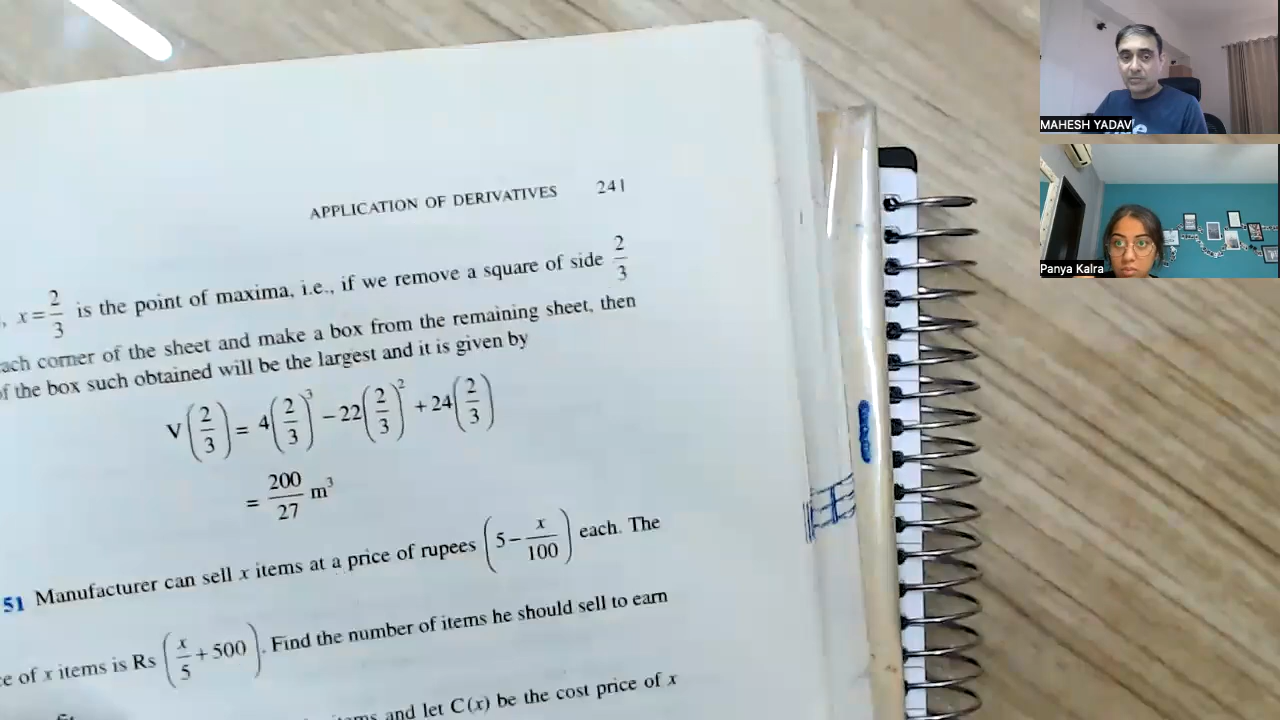 APPLICATION OF DERIVATIVES 241
, x = 2/3 is the point of maxima, i.e., if we remove a square of side 2/3
ach corner of the sheet and make a box from the remaining sheet, then
f the box such obtained will be the largest and it is given by
V(2/3) = 4(2/3)³ − 22(2/3)² + 24(2/3)
= 200/27 m³
51 Manufacturer can sell x items at a price of rupees (5 − x/100) each. The
ce of x items is Rs (x/5 + 500). Find the number of items he should sell to earn
and let C(x) be the cost price of x
MAHESH YADAV
Panya Kalra